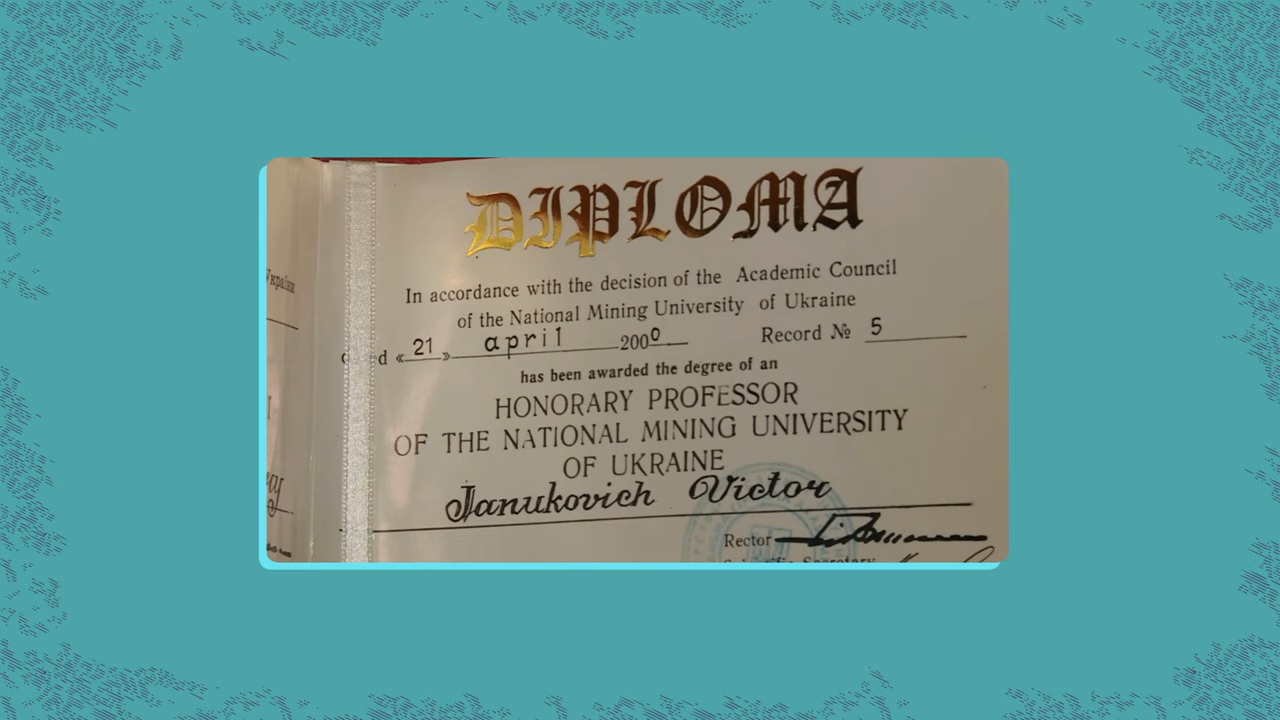 DIPLOMA
In accordance with the decision of the Academic Council
of the National Mining University of Ukraine
«21» april 2000 Record № 5
has been awarded the degree of an
HONORARY PROFESSOR
OF THE NATIONAL MINING UNIVERSITY
OF UKRAINE
Janukovich Victor
Rector